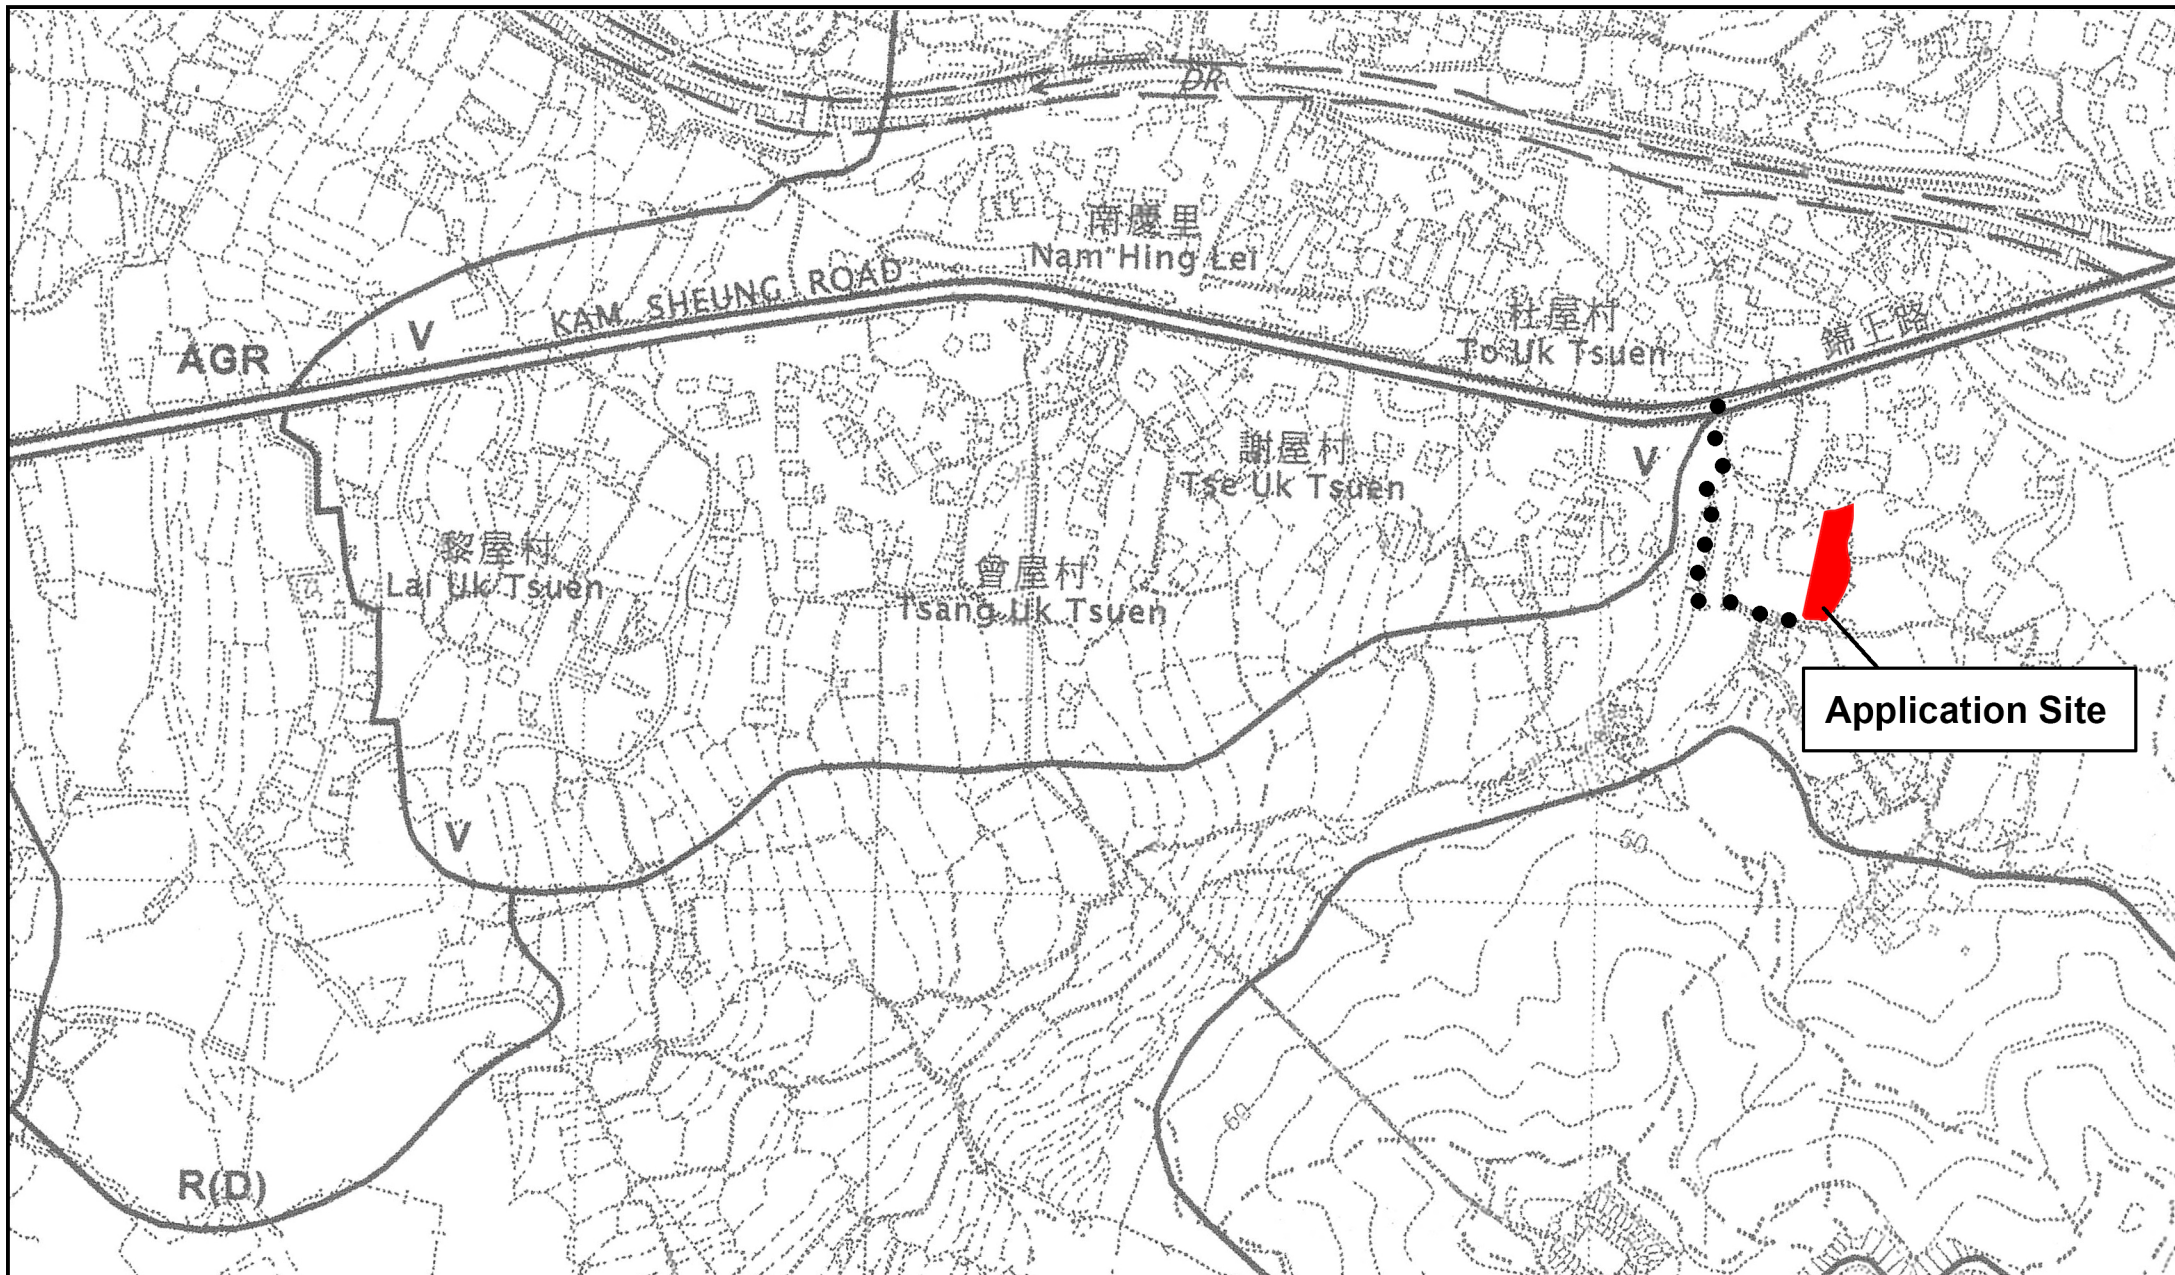 DR
南慶里
Nam Hing Lei
KAM SHEUNG ROAD
杜屋村
To Uk Tsuen
錦上路
V
AGR
謝屋村
Tse Uk Tsuen
V
黎屋村
Lai Uk Tsuen
曾屋村
Tsang Uk Tsuen
Application Site
V
50
60
R(D)